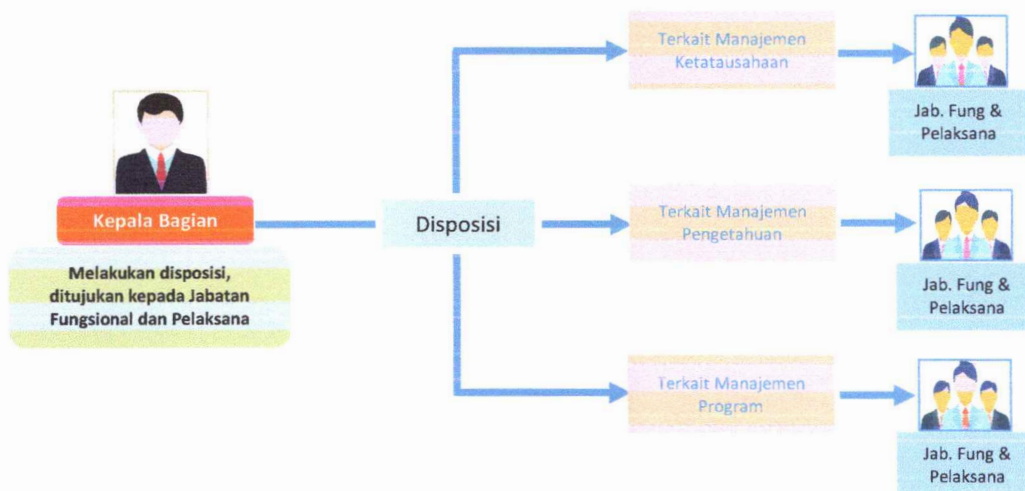 Kepala Bagian
Melakukan disposisi,
ditujukan kepada Jabatan
Fungsional dan Pelaksana
Disposisi
Terkait Manajemen
Ketatausahaan
Jab. Fung &
Pelaksana
Terkait Manajemen
Pengetahuan
Jab. Fung &
Pelaksana
Terkait Manajemen
Program
Jab. Fung &
Pelaksana